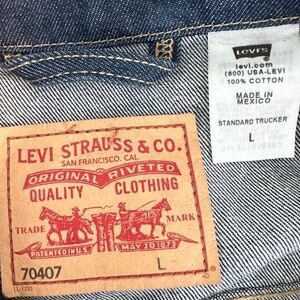 LEVI'S
levi.com
(800) USA-LEVI
100% COTTON
MADE IN
MEXICO
STANDARD TRUCKER
L
LEVI STRAUSS & CO.
SAN FRANCISCO, CAL.
ORIGINAL RIVETED
QUALITY CLOTHING
TRADE MARK
PATENTED IN U.S. MAY 20 1873
70407 L